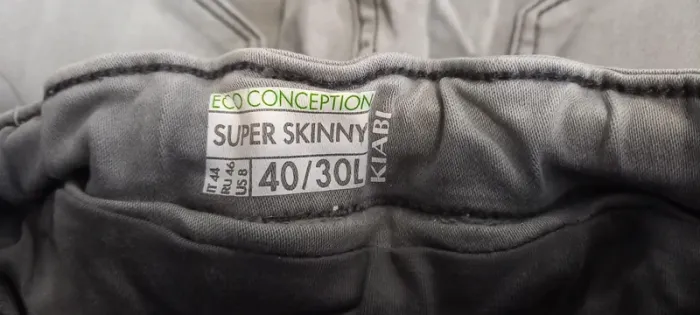 ECO CONCEPTION
SUPER SKINNY
IT 44
RU 46
US 8
40/30L
KIABI